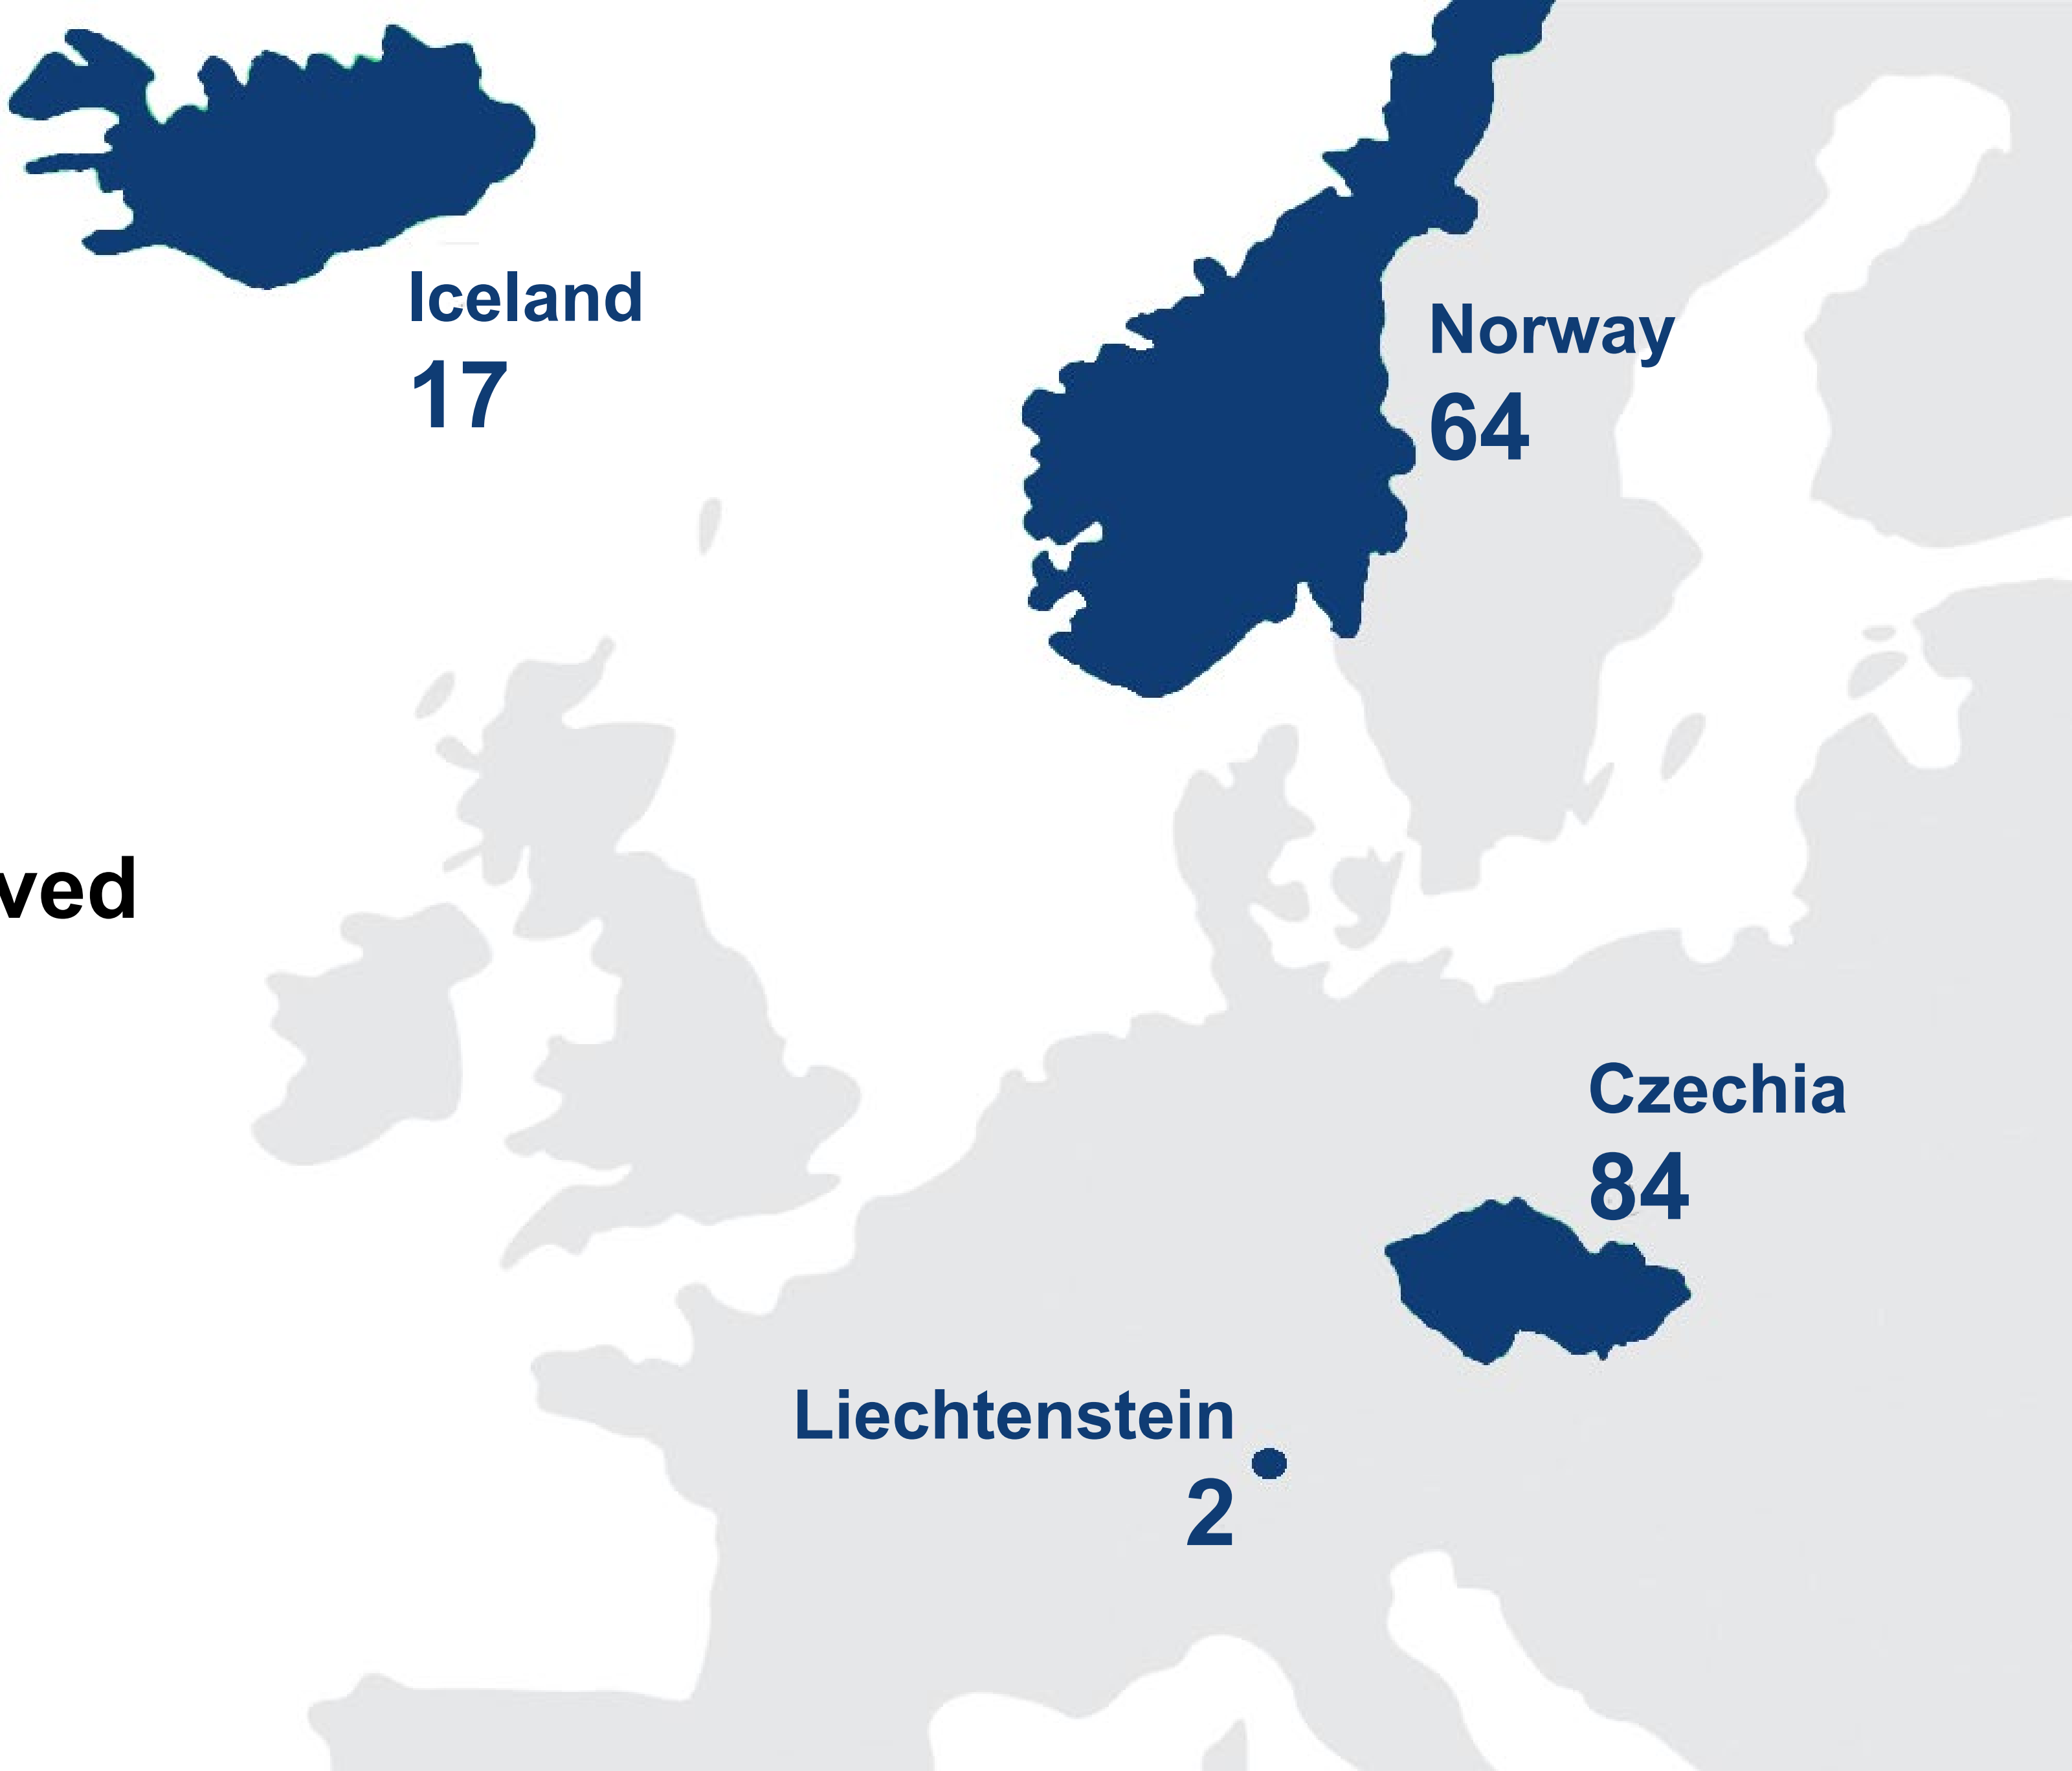 Iceland
17
Norway
64
ved
Czechia
84
Liechtenstein
2